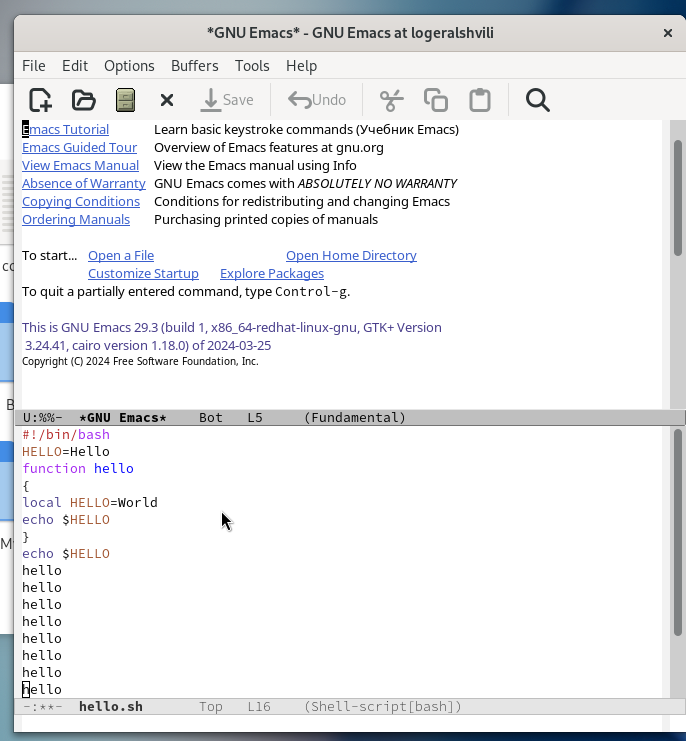 *GNU Emacs* - GNU Emacs at logeralshvili ×
File Edit Options Buffers Tools Help
Save Undo
Emacs Tutorial Learn basic keystroke commands (Учебник Emacs)
Emacs Guided Tour Overview of Emacs features at gnu.org
View Emacs Manual View the Emacs manual using Info
Absence of Warranty GNU Emacs comes with ABSOLUTELY NO WARRANTY
Copying Conditions Conditions for redistributing and changing Emacs
Ordering Manuals Purchasing printed copies of manuals
To start... Open a File Open Home Directory
Customize Startup Explore Packages
To quit a partially entered command, type Control-g.
This is GNU Emacs 29.3 (build 1, x86_64-redhat-linux-gnu, GTK+ Version
3.24.41, cairo version 1.18.0) of 2024-03-25
Copyright (C) 2024 Free Software Foundation, Inc.
U:%%- *GNU Emacs* Bot L5 (Fundamental)
#!/bin/bash
HELLO=Hello
function hello
{
local HELLO=World
echo $HELLO
}
echo $HELLO
hello
hello
hello
hello
hello
hello
hello
hello
-:**- hello.sh Top L16 (Shell-script[bash])